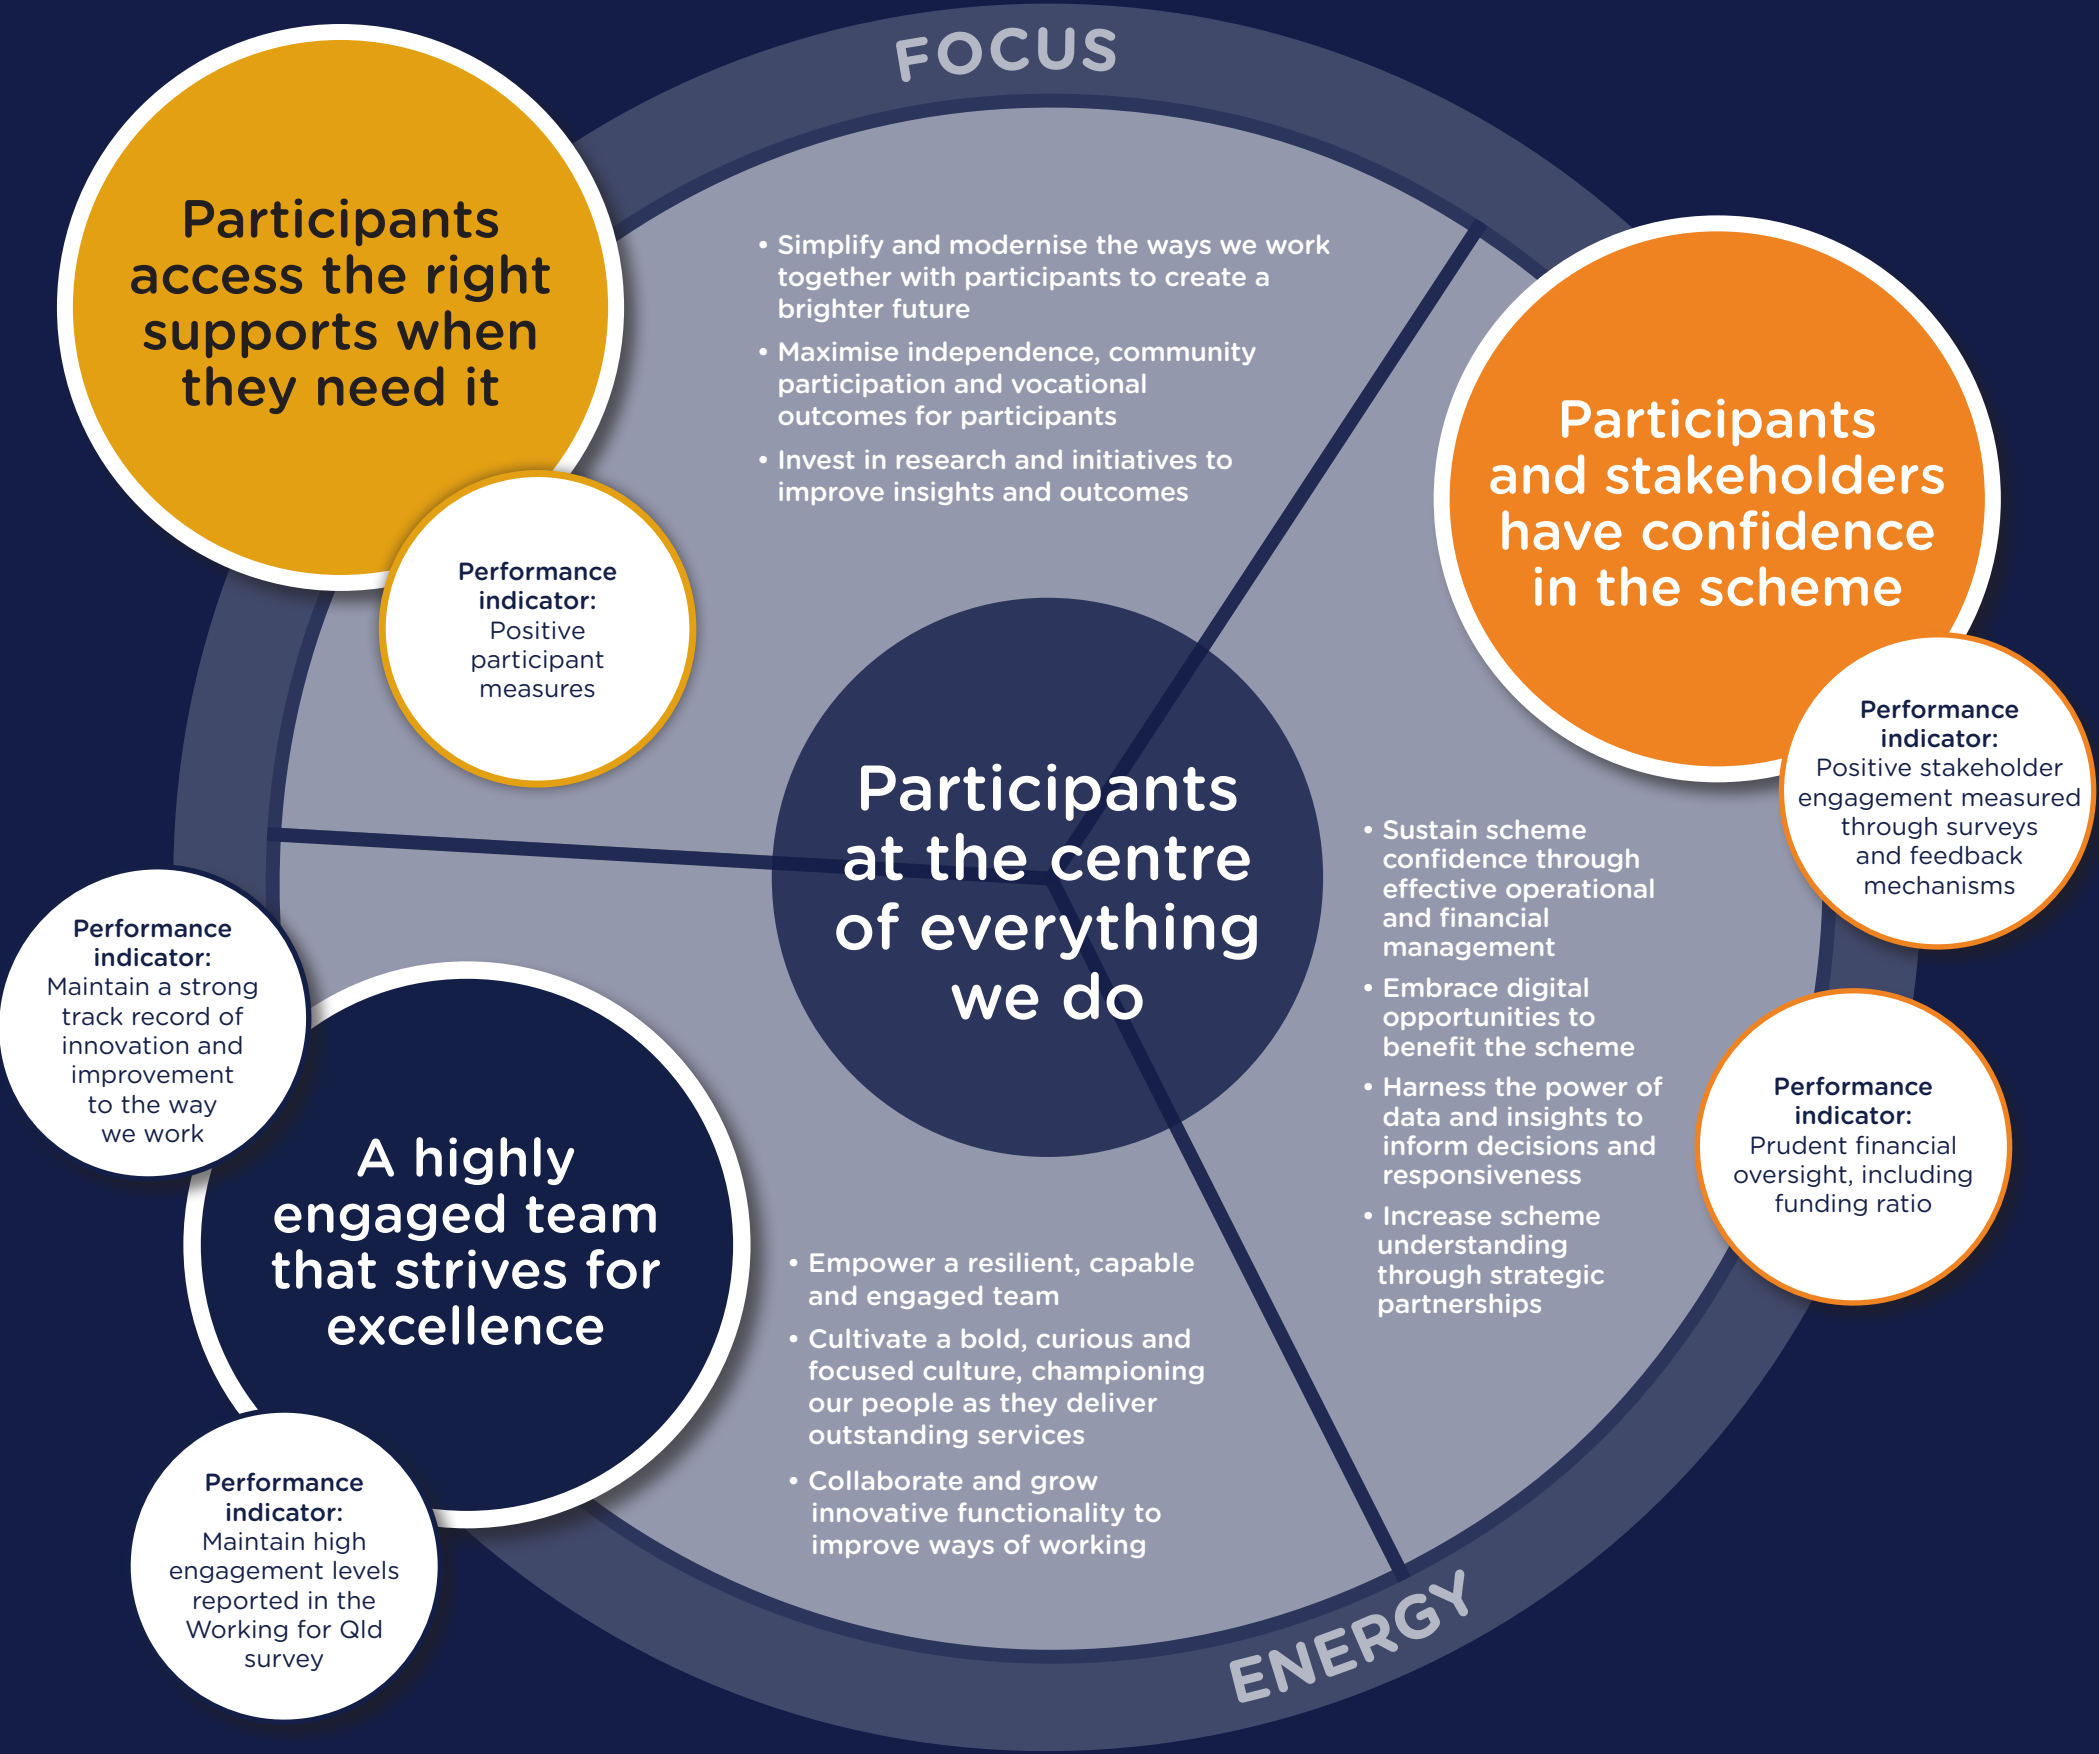 FOCUS
Participants
access the right
supports when
they need it
Performance
indicator:
Positive
participant
measures
• Simplify and modernise the ways we work
together with participants to create a
brighter future
• Maximise independence, community
participation and vocational
outcomes for participants
• Invest in research and initiatives to
improve insights and outcomes
Participants
and stakeholders
have confidence
in the scheme
Performance
indicator:
Positive stakeholder
engagement measured
through surveys
and feedback
mechanisms
• Sustain scheme
confidence through
effective operational
and financial
management
• Embrace digital
opportunities to
benefit the scheme
• Harness the power of
data and insights to
inform decisions and
responsiveness
• Increase scheme
understanding
through strategic
partnerships
Performance
indicator:
Prudent financial
oversight, including
funding ratio
Participants
at the centre
of everything
we do
Performance
indicator:
Maintain a strong
track record of
innovation and
improvement
to the way
we work
A highly
engaged team
that strives for
excellence
• Empower a resilient, capable
and engaged team
• Cultivate a bold, curious and
focused culture, championing
our people as they deliver
outstanding services
• Collaborate and grow
innovative functionality to
improve ways of working
Performance
indicator:
Maintain high
engagement levels
reported in the
Working for Qld
survey
ENERGY